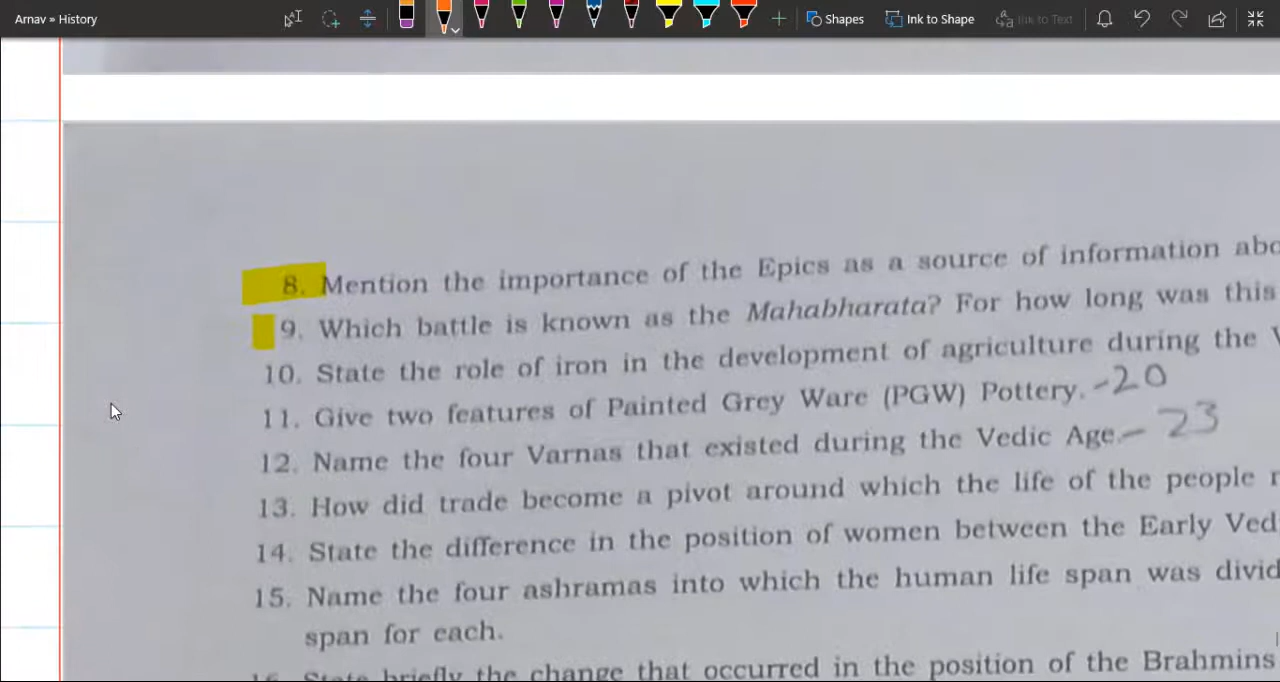 Arnav » History
Shapes
Ink to Shape
Ink to Text
8. Mention the importance of the Epics as a source of information
9. Which battle is known as the Mahabharata? For how long was this
10. State the role of iron in the development of agriculture during the
11. Give two features of Painted Grey Ware (PGW) Pottery. -20
12. Name the four Varnas that existed during the Vedic Age. - 23
13. How did trade become a pivot around which the life of the people
14. State the difference in the position of women between the Early
15. Name the four ashramas into which the human life span was
span for each.
16. State briefly the change that occurred in the position of the Brahmins